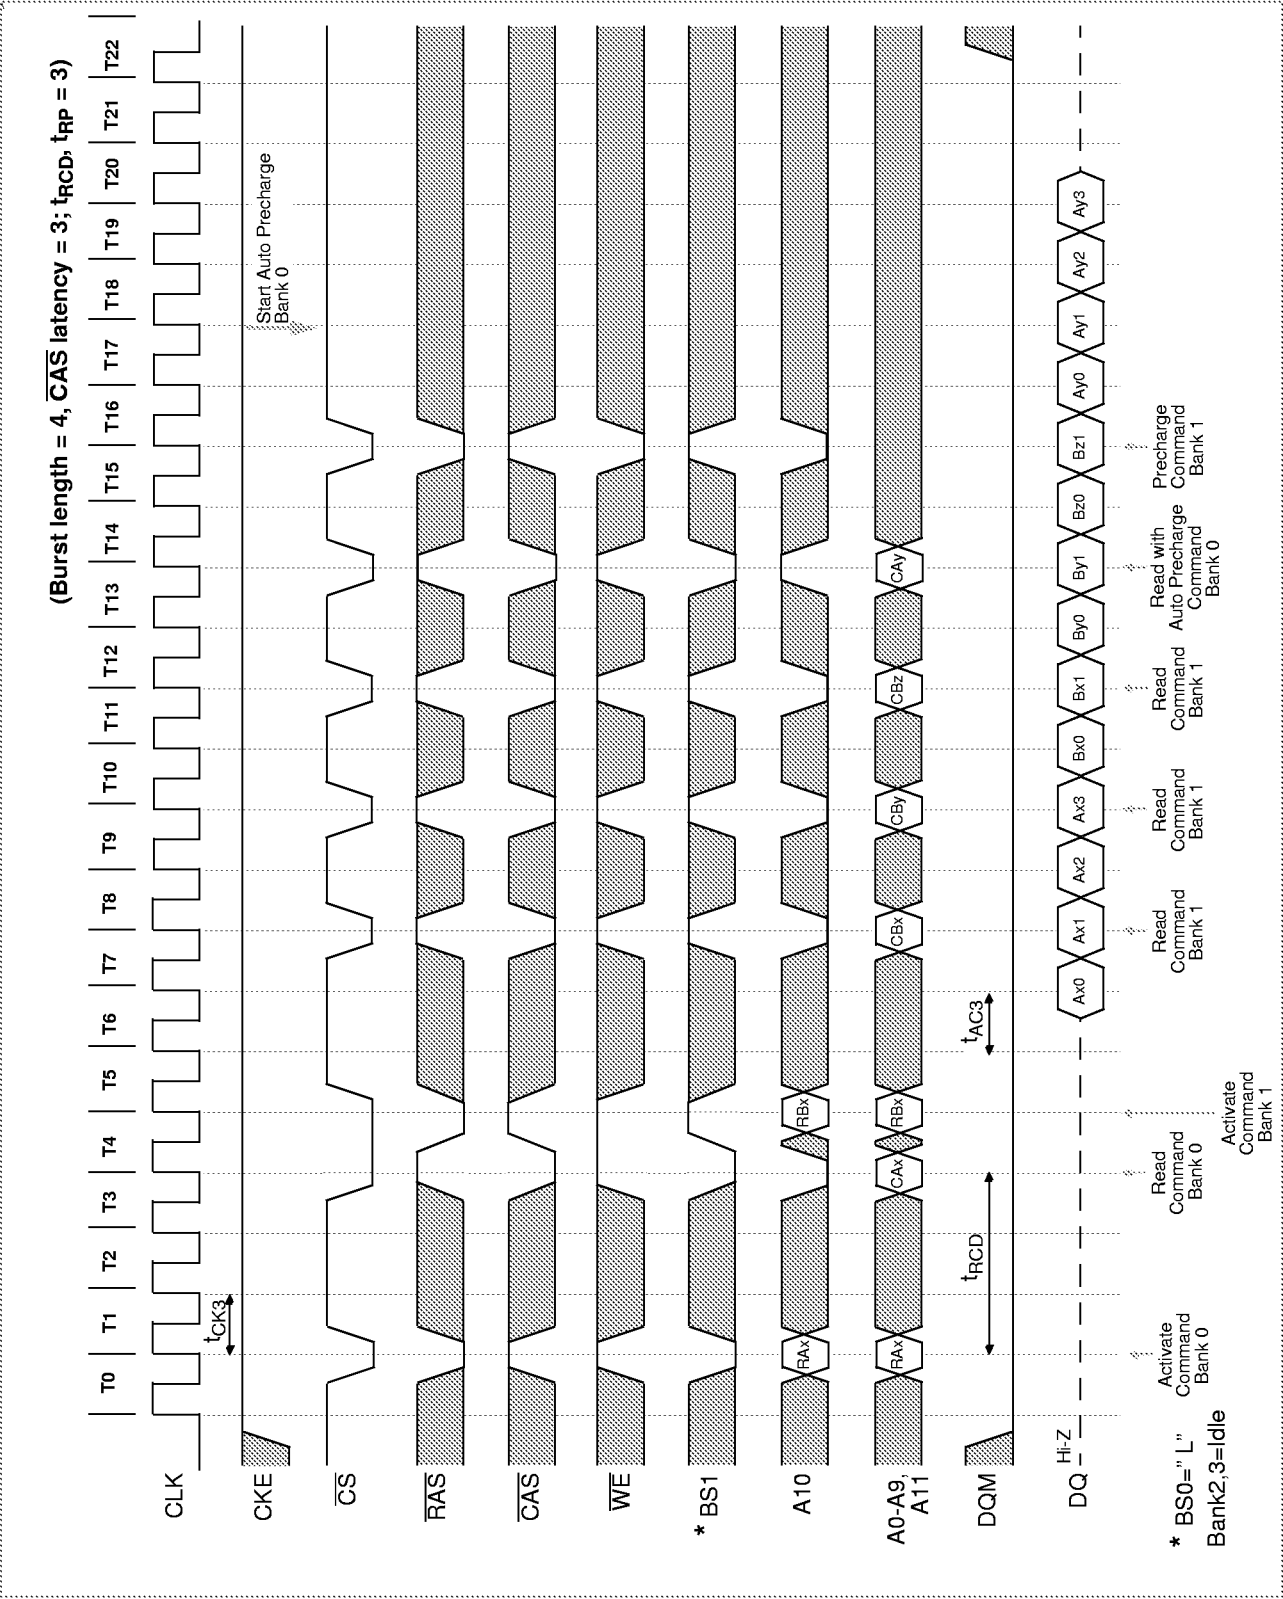 (Burst length = 4, CAS latency = 3; tRCD, tRP = 3)
T0 T1 T2 T3 T4 T5 T6 T7 T8 T9 T10 T11 T12 T13 T14 T15 T16 T17 T18 T19 T20 T21 T22
CLK
tCK3
CKE
Start Auto Precharge
Bank 0
CS
RAS
CAS
WE
* BS1
A10
RAx RBx
A0-A9,
A11
RAx CAx RBx CBx CBy CBz CAy
DQM
tRCD
tAC3
DQ
Hi-Z
Ax0 Ax1 Ax2 Ax3 Bx0 Bx1 By0 By1 Bz0 Bz1 Ay0 Ay1 Ay2 Ay3
* BS0=" L"
Bank2,3=Idle
Activate
Command
Bank 0
Read
Command
Bank 0
Activate
Command
Bank 1
Read
Command
Bank 1
Read
Command
Bank 1
Read
Command
Bank 1
Read with
Auto Precharge
Command
Bank 0
Precharge
Command
Bank 1